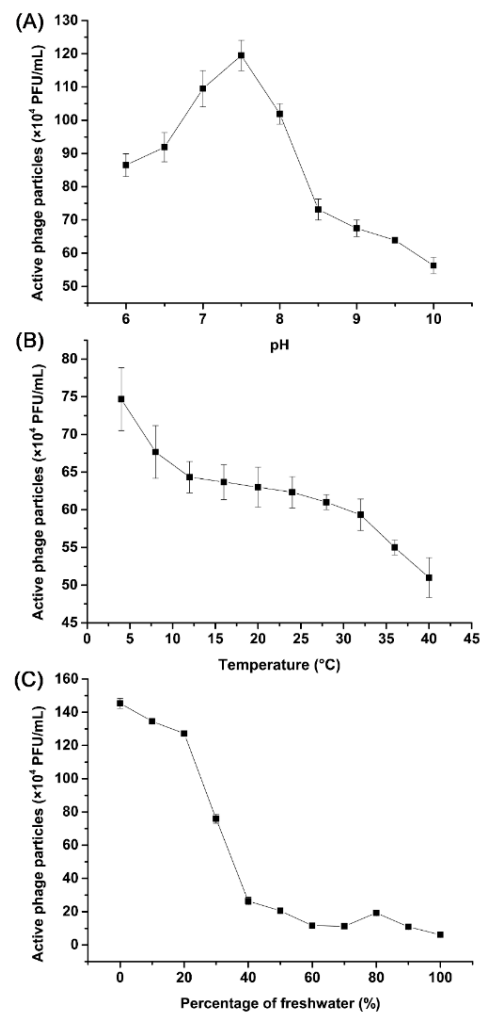 (A)
Active phage particles (×10⁴ PFU/mL)
130
120
110
100
90
80
70
60
50
6 7 8 9 10
pH
(B)
Active phage particles (×10⁴ PFU/mL)
80
75
70
65
60
55
50
45
0 5 10 15 20 25 30 35 40 45
Temperature (°C)
(C)
Active phage particles (×10⁴ PFU/mL)
160
140
120
100
80
60
40
20
0
0 20 40 60 80 100
Percentage of freshwater (%)